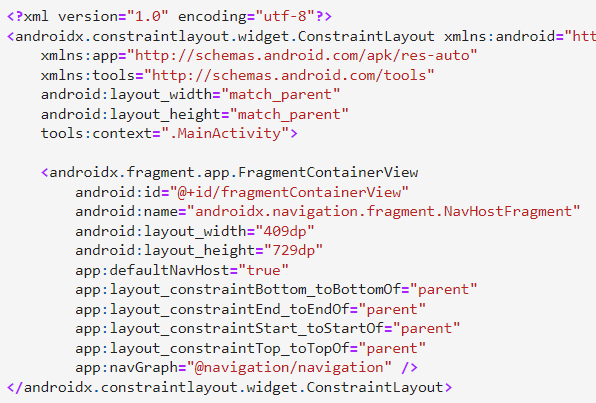 <?xml version="1.0" encoding="utf-8"?>
<androidx.constraintlayout.widget.ConstraintLayout xmlns:android="htt
    xmlns:app="http://schemas.android.com/apk/res-auto"
    xmlns:tools="http://schemas.android.com/tools"
    android:layout_width="match_parent"
    android:layout_height="match_parent"
    tools:context=".MainActivity">

    <androidx.fragment.app.FragmentContainerView
        android:id="@+id/fragmentContainerView"
        android:name="androidx.navigation.fragment.NavHostFragment"
        android:layout_width="409dp"
        android:layout_height="729dp"
        app:defaultNavHost="true"
        app:layout_constraintBottom_toBottomOf="parent"
        app:layout_constraintEnd_toEndOf="parent"
        app:layout_constraintStart_toStartOf="parent"
        app:layout_constraintTop_toTopOf="parent"
        app:navGraph="@navigation/navigation" />
</androidx.constraintlayout.widget.ConstraintLayout>